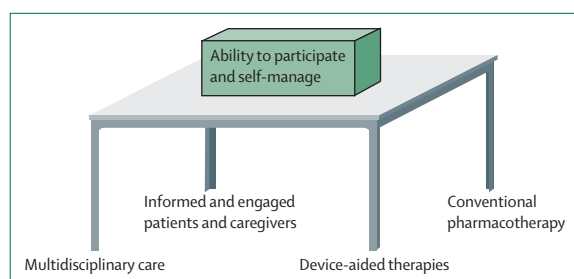 Ability to participate
and self-manage
Informed and engaged
patients and caregivers
Conventional
pharmacotherapy
Multidisciplinary care
Device-aided therapies